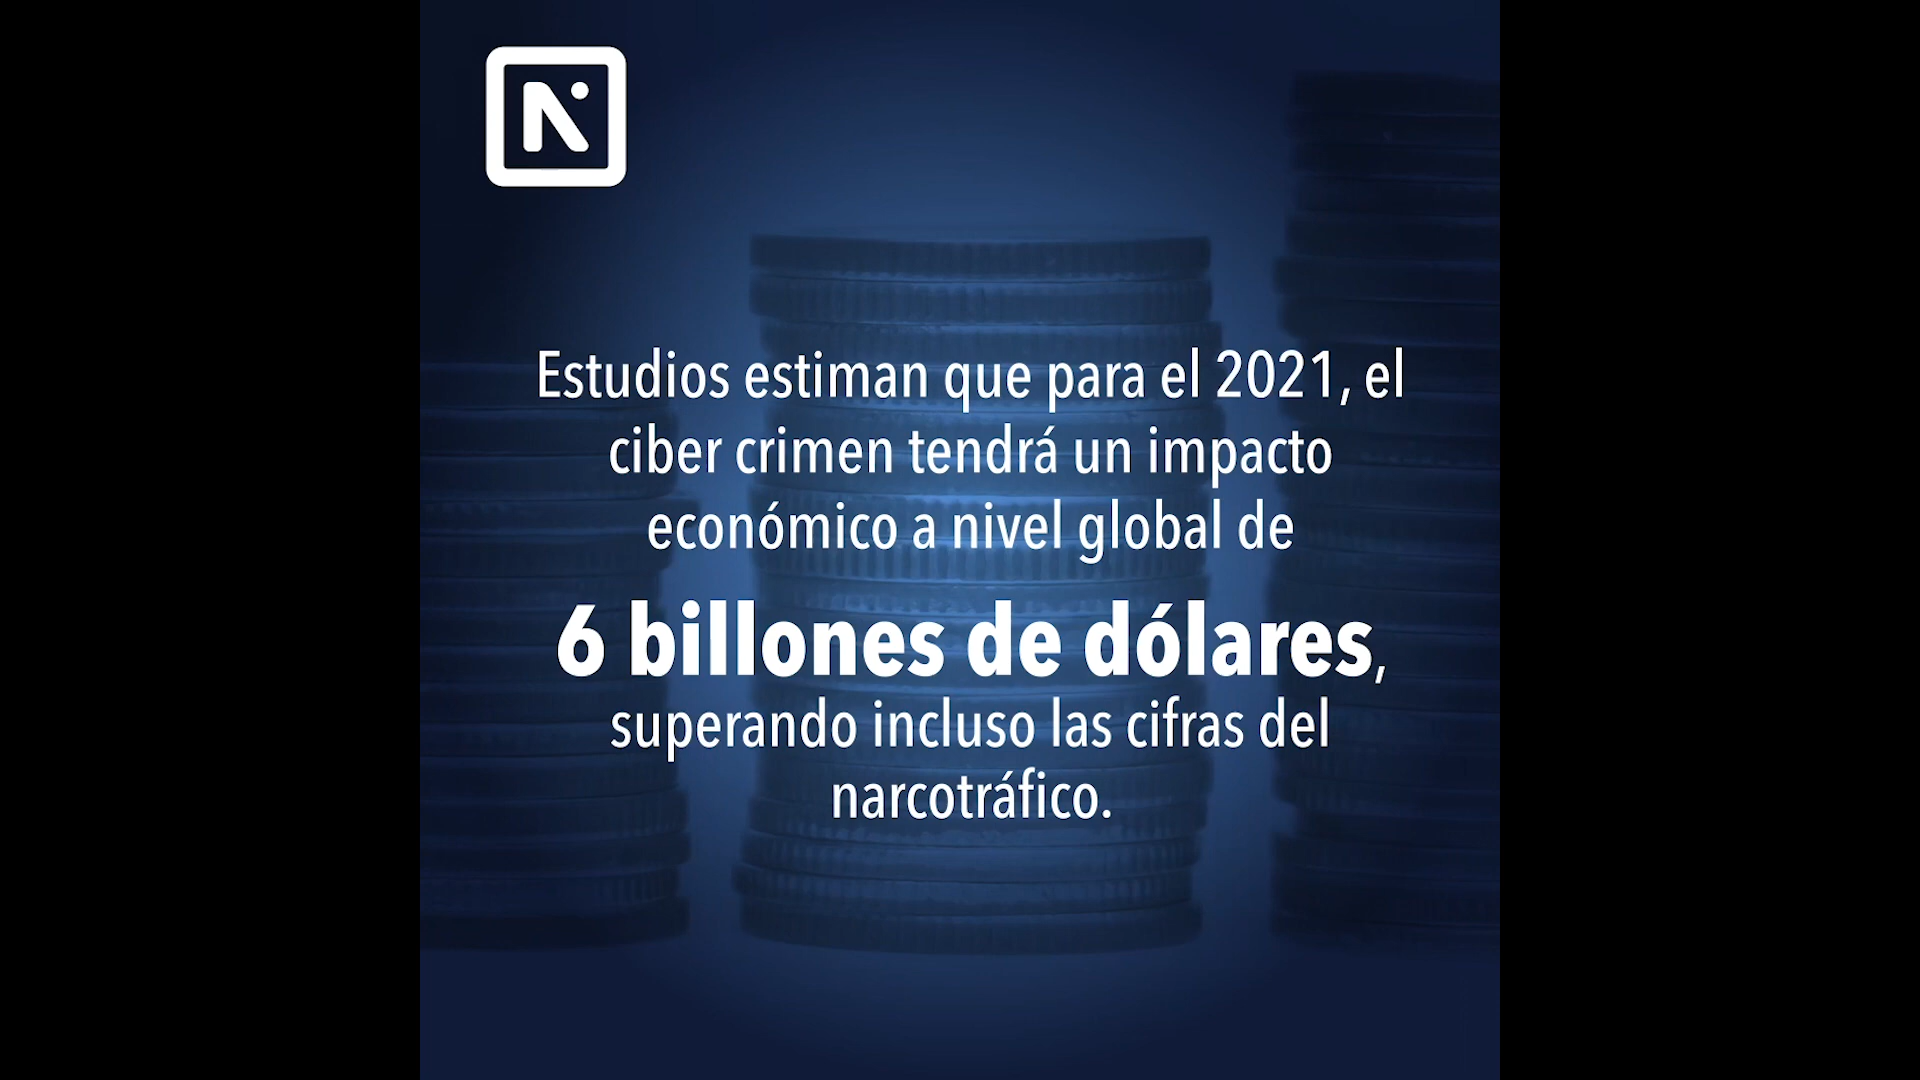 N
Estudios estiman que para el 2021, el
ciber crimen tendrá un impacto
económico a nivel global de
6 billones de dólares,
superando incluso las cifras del
narcotráfico.